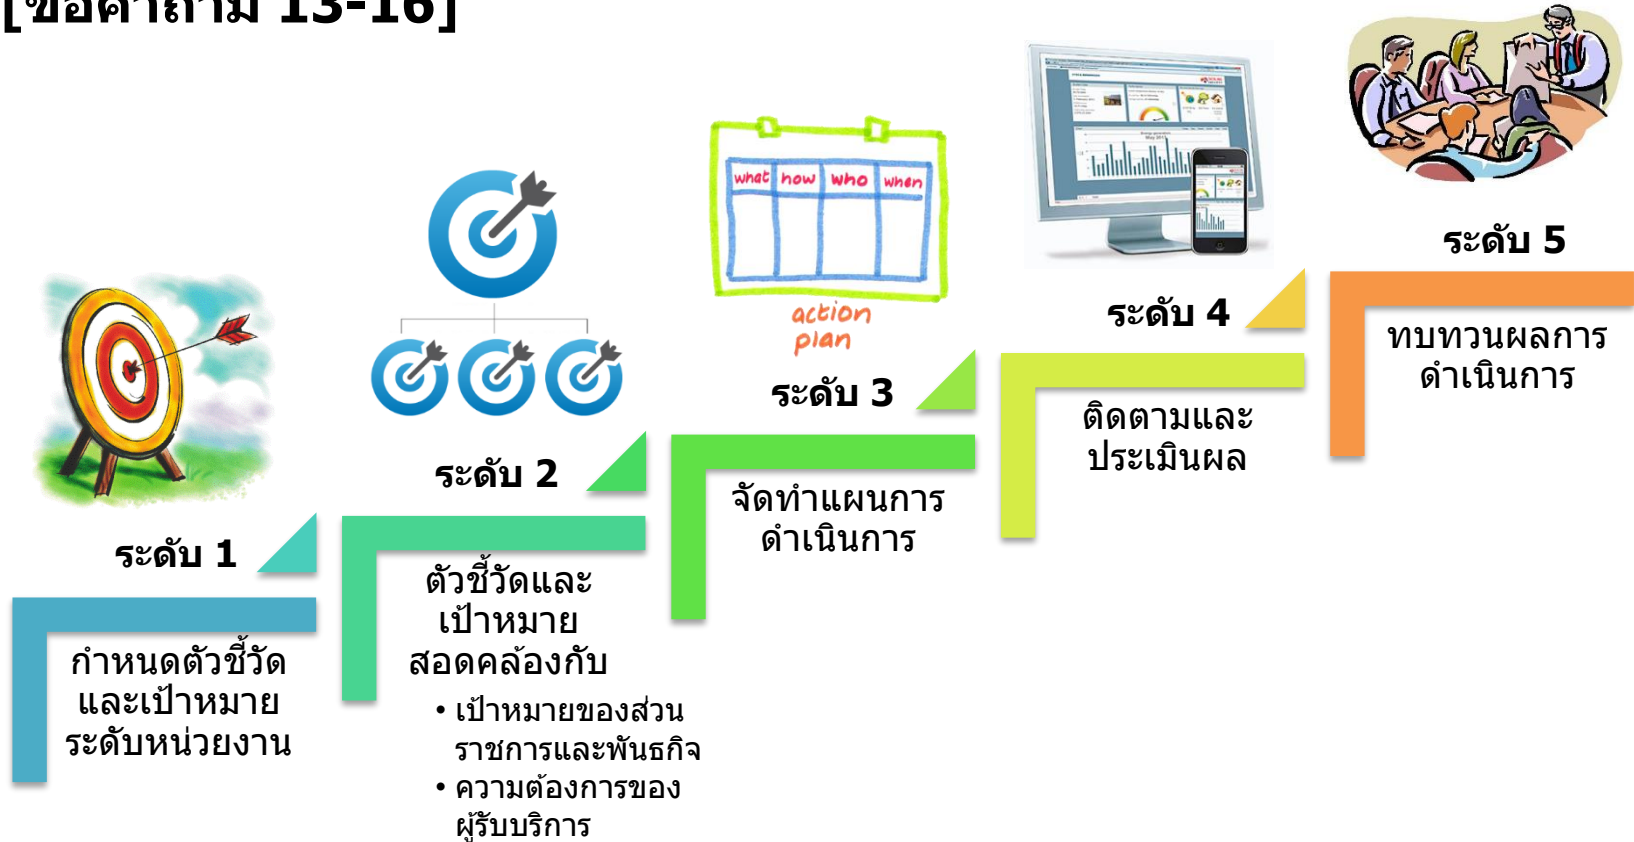 [ข้อคำถาม 13-16]
ระดับ 1
กำหนดตัวชี้วัด
และเป้าหมาย
ระดับหน่วยงาน
ระดับ 2
ตัวชี้วัดและ
เป้าหมาย
สอดคล้องกับ
• เป้าหมายของส่วน
ราชการและพันธกิจ
• ความต้องการของ
ผู้รับบริการ
what how who when
action
plan
ระดับ 3
จัดทำแผนการ
ดำเนินการ
ระดับ 4
ติดตามและ
ประเมินผล
ระดับ 5
ทบทวนผลการ
ดำเนินการ